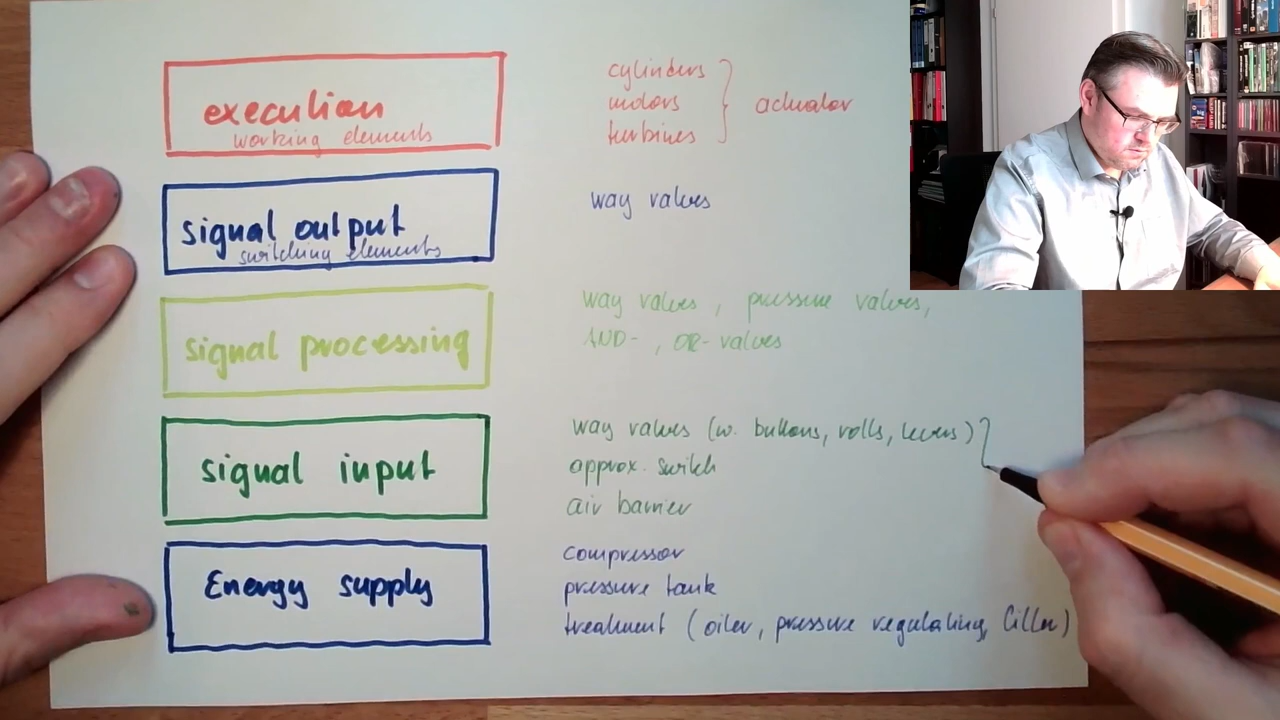 execution
working elements
cylinders
motors
turbines
actuator
signal output
switching elements
way valves
signal processing
way valves, pressure valves,
AND-, OR-valves
signal input
way valves (w. buttons, rolls, levers)
approx. switch
air barrier
Energy supply
compressor
pressure tank
treatment (oiler, pressure regulating, filter)